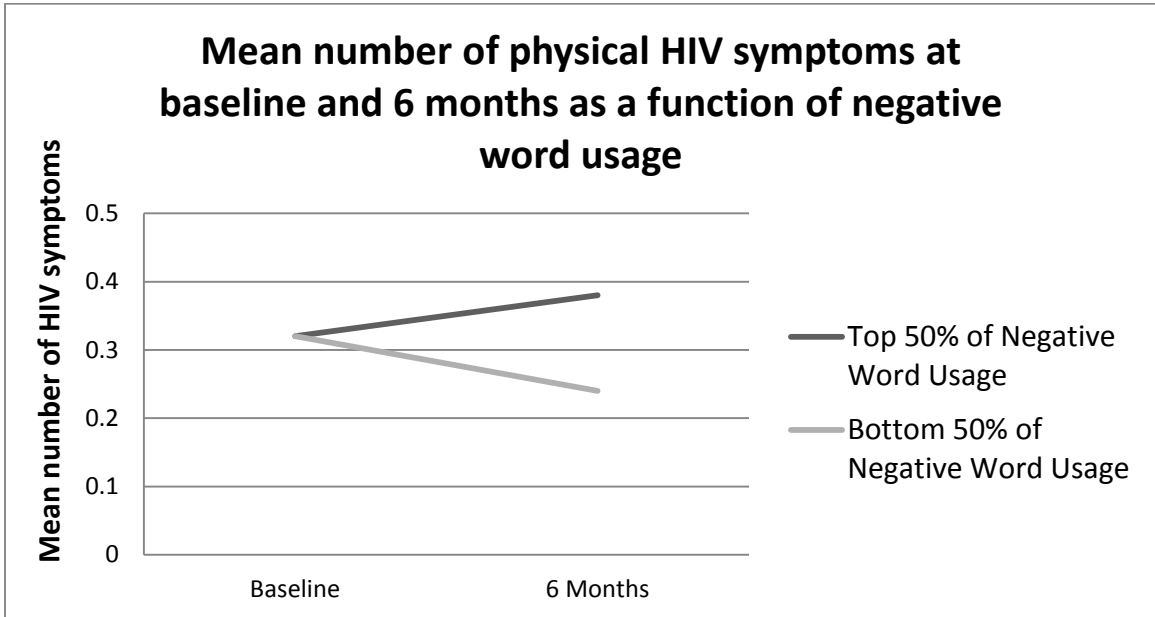 Mean number of physical HIV symptoms at
baseline and 6 months as a function of negative
word usage
Mean number of HIV symptoms
0.5
0.4
0.3
0.2
0.1
0
Baseline
6 Months
Top 50% of Negative
Word Usage
Bottom 50% of
Negative Word Usage